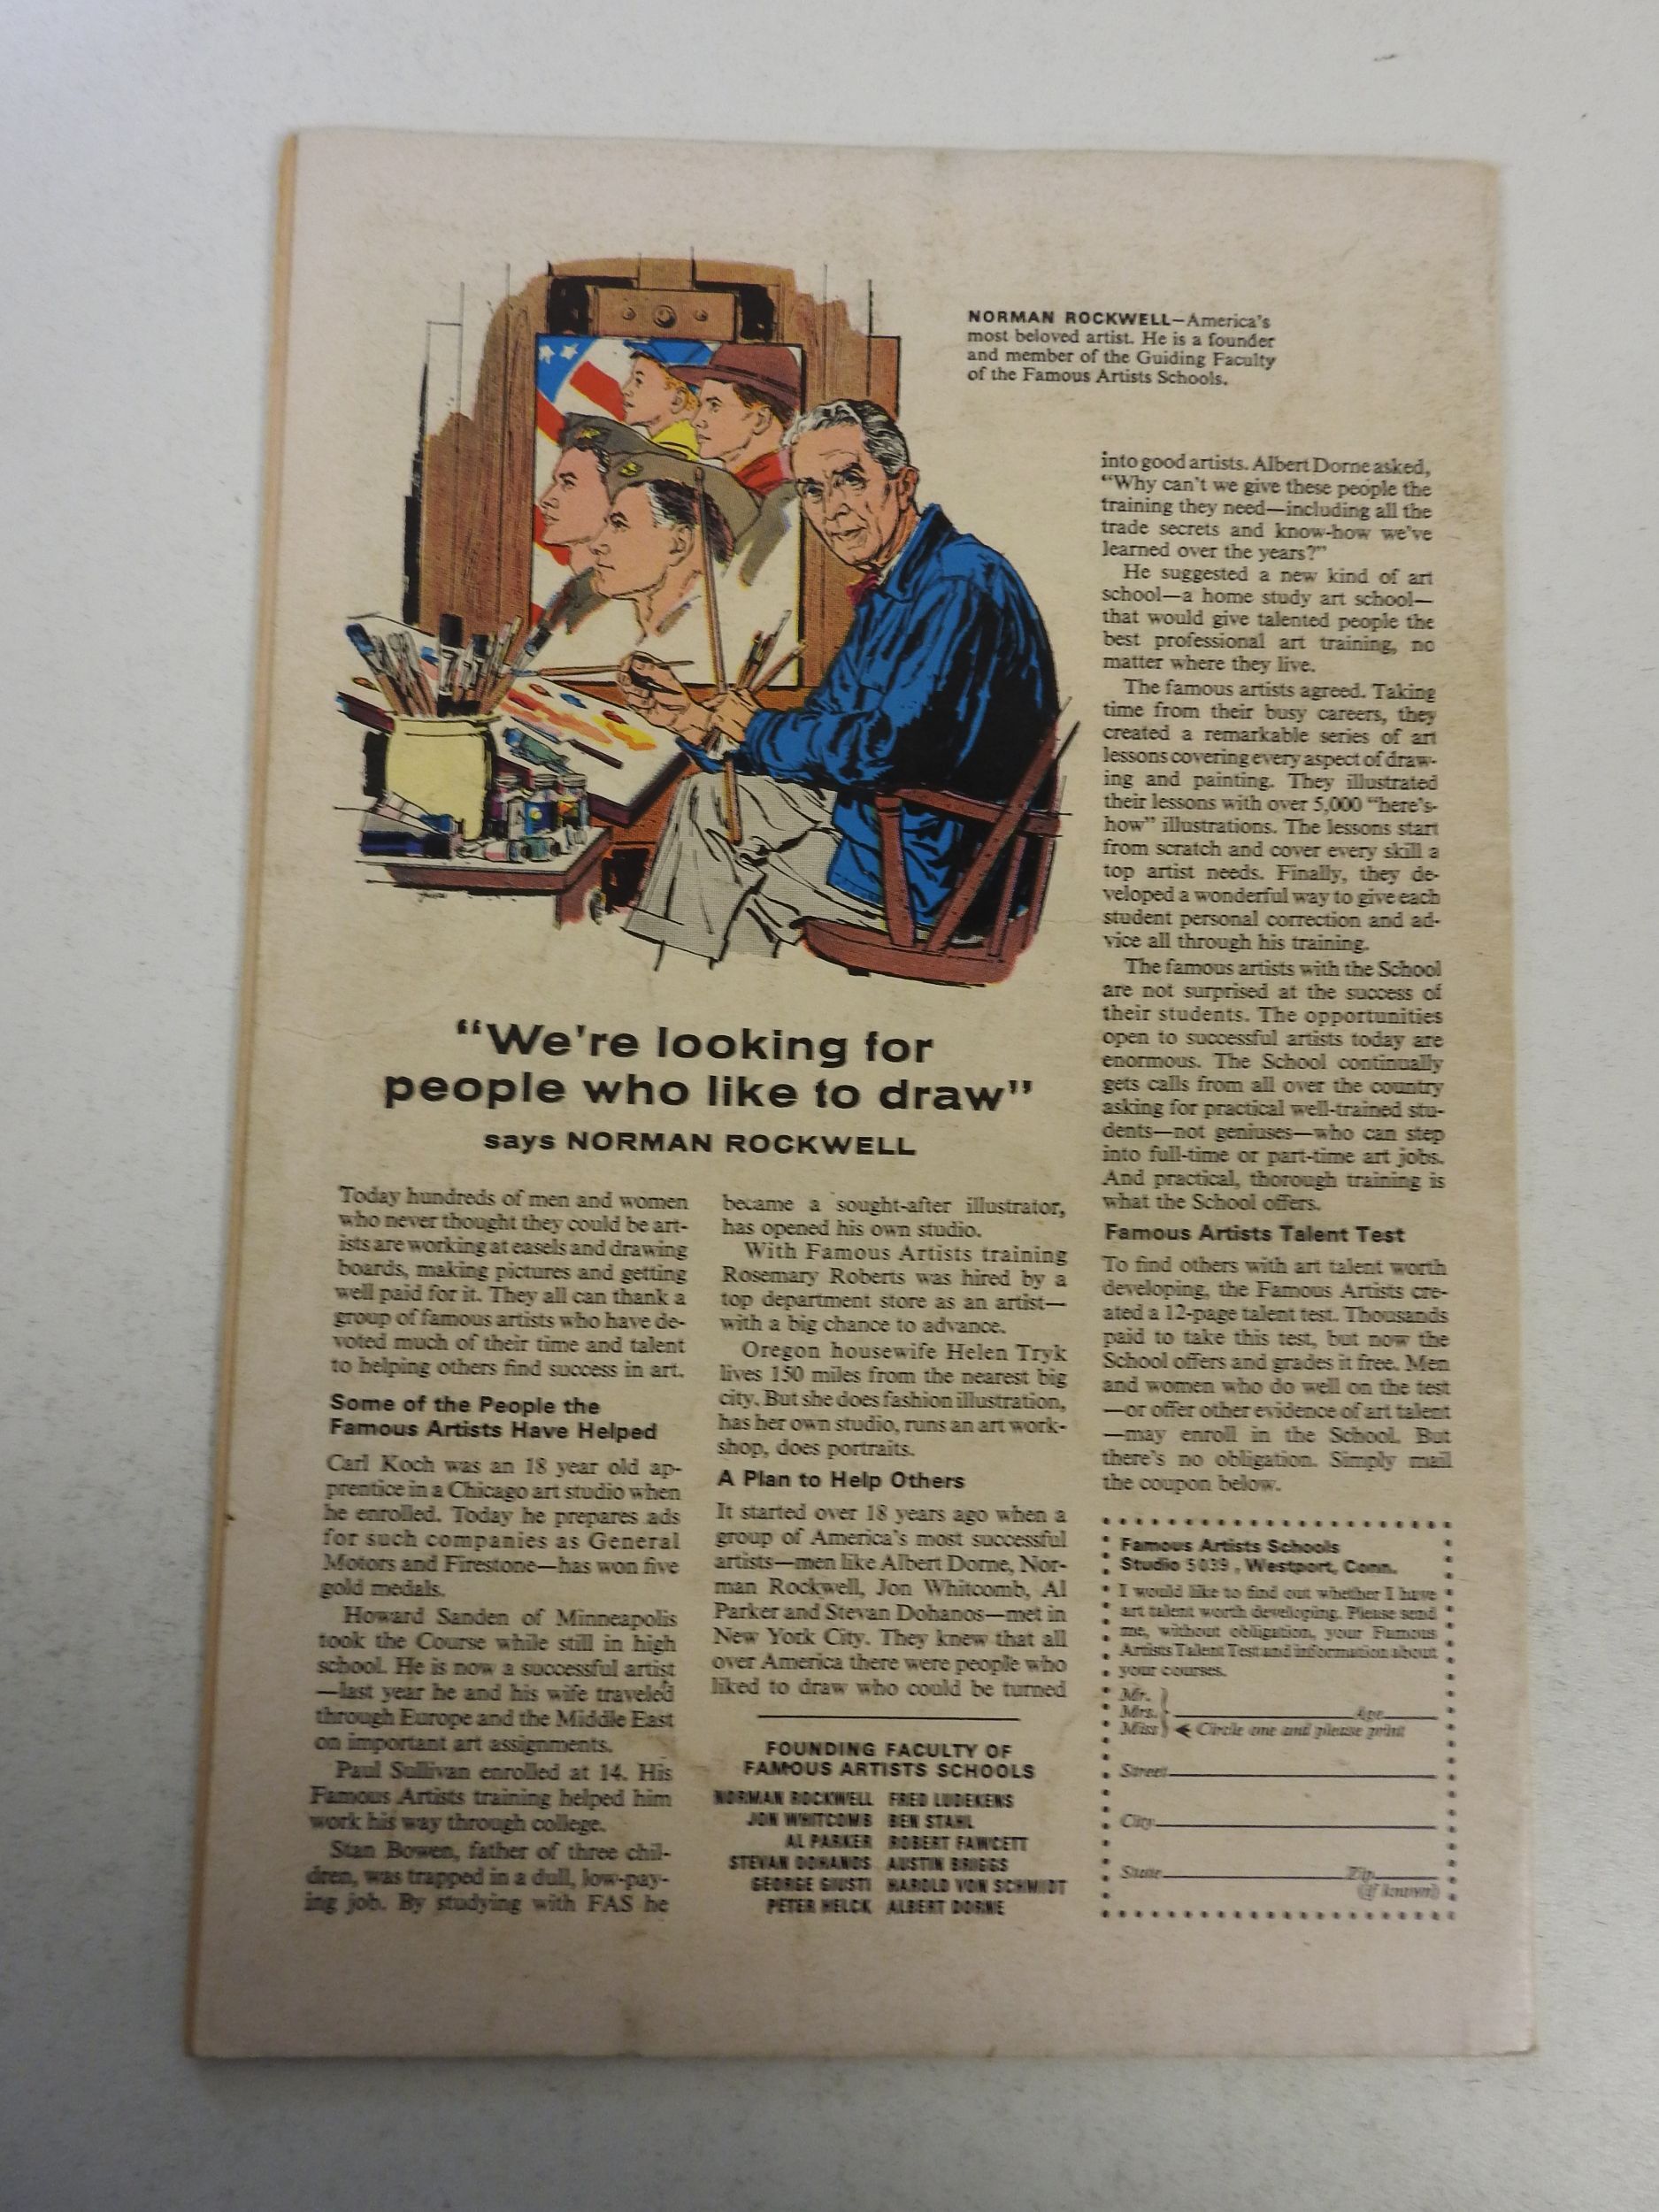 NORMAN ROCKWELL—America's
most beloved artist. He is a founder
and member of the Guiding Faculty
of the Famous Artists Schools.
"We're looking for
people who like to draw"
says NORMAN ROCKWELL
Today hundreds of men and women
who never thought they could be art-
ists are working at easels and drawing
boards, making pictures and getting
well paid for it. They all can thank a
group of famous artists who have de-
voted much of their time and talent
to helping others find success in art.
Some of the People the
Famous Artists Have Helped
Carl Koch was an 18 year old ap-
prentice in a Chicago art studio when
he enrolled. Today he prepares ads
for such companies as General
Motors and Firestone—has won five
gold medals.
Howard Sanden of Minneapolis
took the Course while still in high
school. He is now a successful artist
—last year he and his wife traveled
through Europe and the Middle East
on important art assignments.
Paul Sullivan enrolled at 14. His
Famous Artists training helped him
work his way through college.
Stan Bowen, father of three chil-
dren, was trapped in a dull, low-pay-
ing job. By studying with FAS he
became a sought-after illustrator,
has opened his own studio.
With Famous Artists training
Rosemary Roberts was hired by a
top department store as an artist—
with a big chance to advance.
Oregon housewife Helen Tryk
lives 150 miles from the nearest big
city. But she does fashion illustration,
has her own studio, runs an art work-
shop, does portraits.
A Plan to Help Others
It started over 18 years ago when a
group of America's most successful
artists—men like Albert Dorne, Nor-
man Rockwell, Jon Whitcomb, Al
Parker and Stevan Dohanos—met in
New York City. They knew that all
over America there were people who
liked to draw who could be turned
FOUNDING FACULTY OF
FAMOUS ARTISTS SCHOOLS
NORMAN ROCKWELL FRED LUDEKENS
JON WHITCOMB BEN STAHL
AL PARKER ROBERT FAWCETT
STEVAN DOHANOS AUSTIN BRIGGS
GEORGE GIUSTI HAROLD VON SCHMIDT
PETER HELCK ALBERT DORNE
into good artists. Albert Dorne asked,
"Why can't we give these people the
training they need—including all the
trade secrets and know-how we've
learned over the years?"
He suggested a new kind of art
school—a home study art school—
that would give talented people the
best professional art training, no
matter where they live.
The famous artists agreed. Taking
time from their busy careers, they
created a remarkable series of art
lessons covering every aspect of draw-
ing and painting. They illustrated
their lessons with over 5,000 "here's-
how" illustrations. The lessons start
from scratch and cover every skill a
top artist needs. Finally, they de-
veloped a wonderful way to give each
student personal correction and ad-
vice all through his training.
The famous artists with the School
are not surprised at the success of
their students. The opportunities
open to successful artists today are
enormous. The School continually
gets calls from all over the country
asking for practical well-trained stu-
dents—not geniuses—who can step
into full-time or part-time art jobs.
And practical, thorough training is
what the School offers.
Famous Artists Talent Test
To find others with art talent worth
developing, the Famous Artists cre-
ated a 12-page talent test. Thousands
paid to take this test, but now the
School offers and grades it free. Men
and women who do well on the test
—or offer other evidence of art talent
—may enroll in the School. But
there's no obligation. Simply mail
the coupon below.
Famous Artists Schools
Studio 5039, Westport, Conn.
I would like to find out whether I have
art talent worth developing. Please send
me, without obligation, your Famous
Artists Talent Test and information about
your courses.
Mr.
Mrs. Age
Miss Circle one and please print
Street
City
State Zip
(if known)